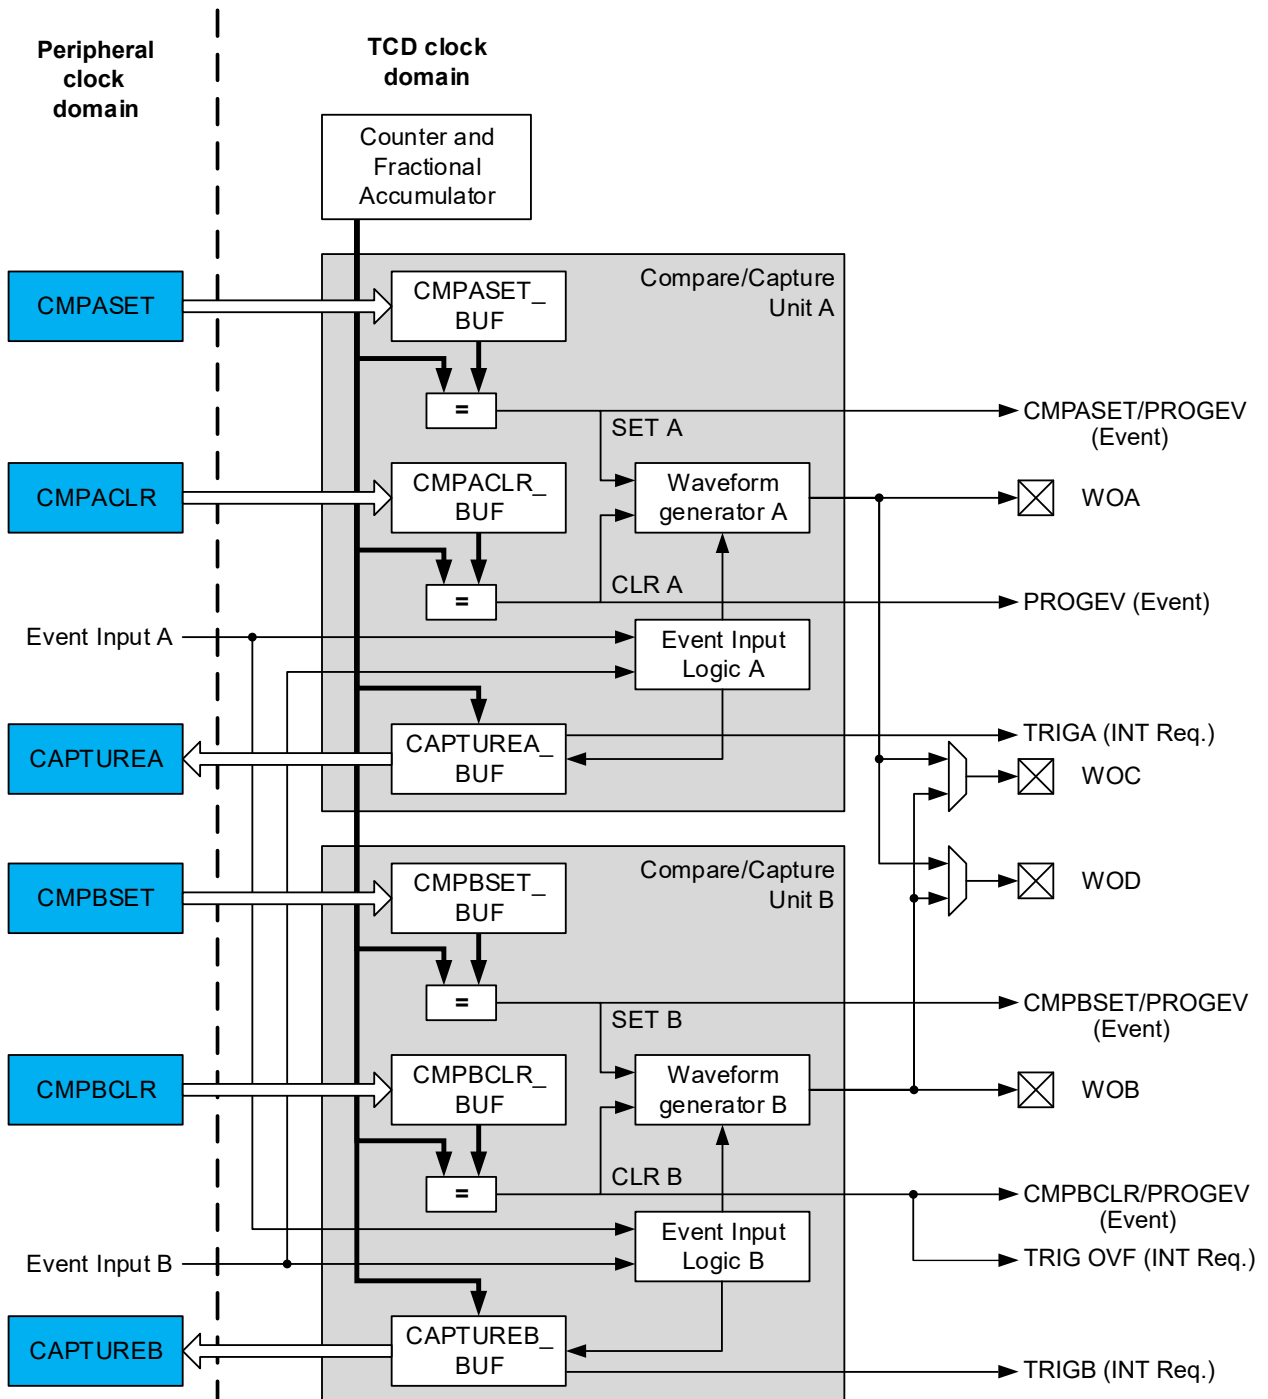 Peripheral
clock
domain
TCD clock
domain
Counter and
Fractional
Accumulator
Compare/Capture
Unit A
CMPASET
CMPASET_
BUF
=
CMPASET/PROGEV
(Event)
SET A
CMPACLR
CMPACLR_
BUF
Waveform
generator A
WOA
=
CLR A
PROGEV (Event)
Event Input A
Event Input
Logic A
CAPTUREA
CAPTUREA_
BUF
TRIGA (INT Req.)
WOC
Compare/Capture
Unit B
CMPBSET
CMPBSET_
BUF
WOD
=
CMPBSET/PROGEV
(Event)
SET B
CMPBCLR
CMPBCLR_
BUF
Waveform
generator B
WOB
=
CLR B
CMPBCLR/PROGEV
(Event)
Event Input B
Event Input
Logic B
TRIG OVF (INT Req.)
CAPTUREB
CAPTUREB_
BUF
TRIGB (INT Req.)